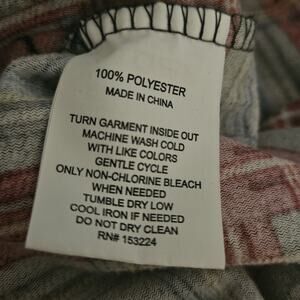 100% POLYESTER
MADE IN CHINA
TURN GARMENT INSIDE OUT
MACHINE WASH COLD
WITH LIKE COLORS
GENTLE CYCLE
ONLY NON-CHLORINE BLEACH
WHEN NEEDED
TUMBLE DRY LOW
COOL IRON IF NEEDED
DO NOT DRY CLEAN
RN# 153224